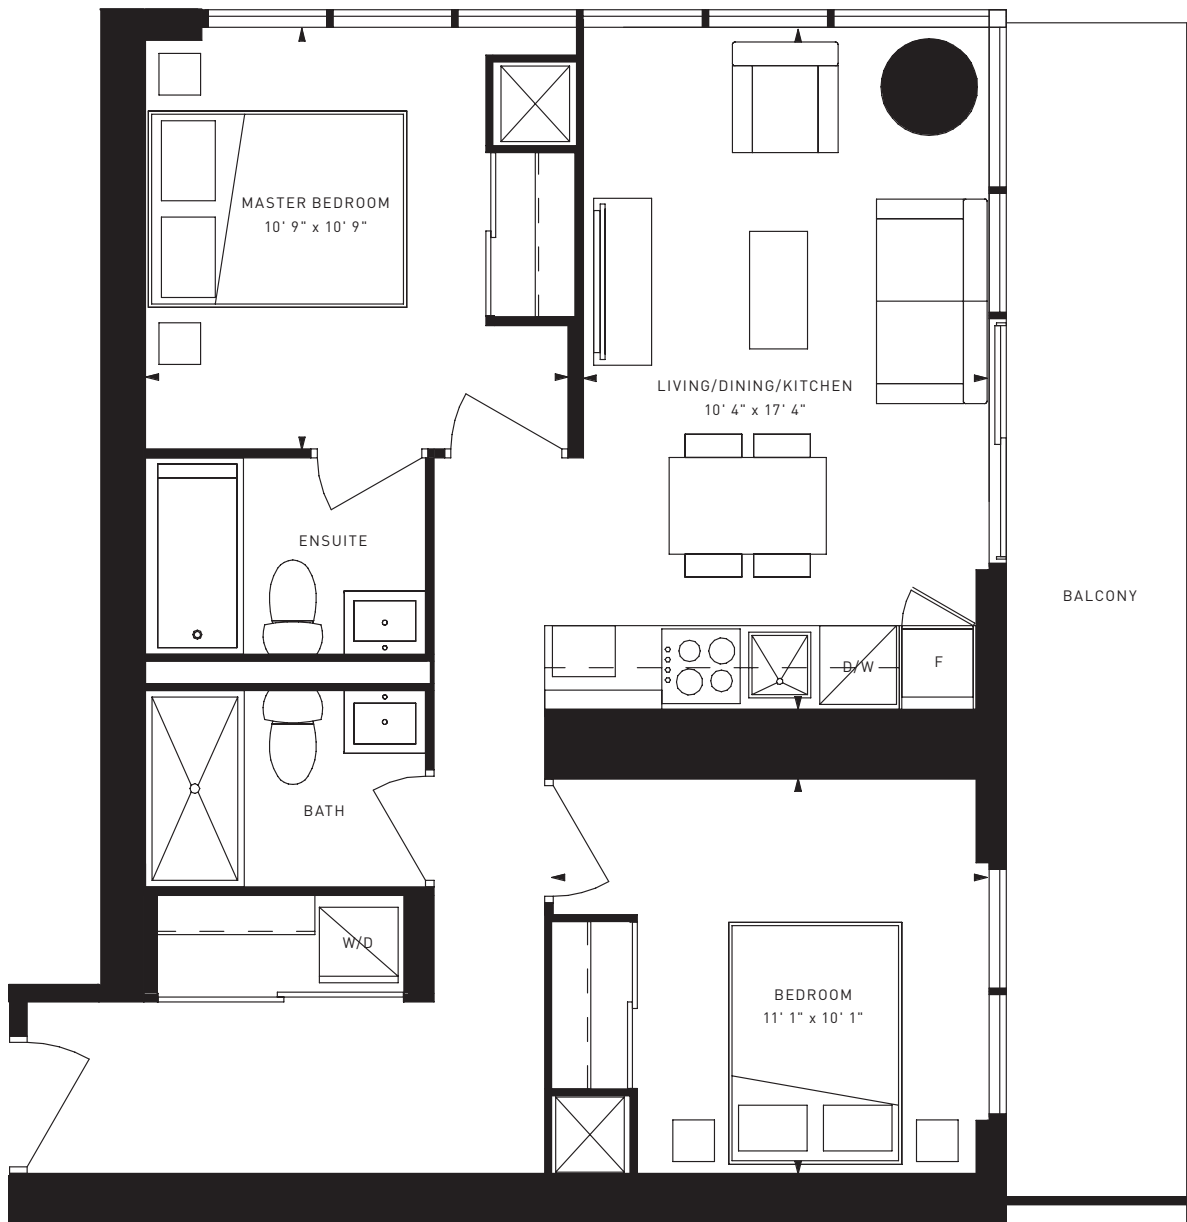 MASTER BEDROOM
10' 9" x 10' 9"
LIVING/DINING/KITCHEN
10' 4" x 17' 4"
ENSUITE
BALCONY
D/W
F
BATH
W/D
BEDROOM
11' 1" x 10' 1"